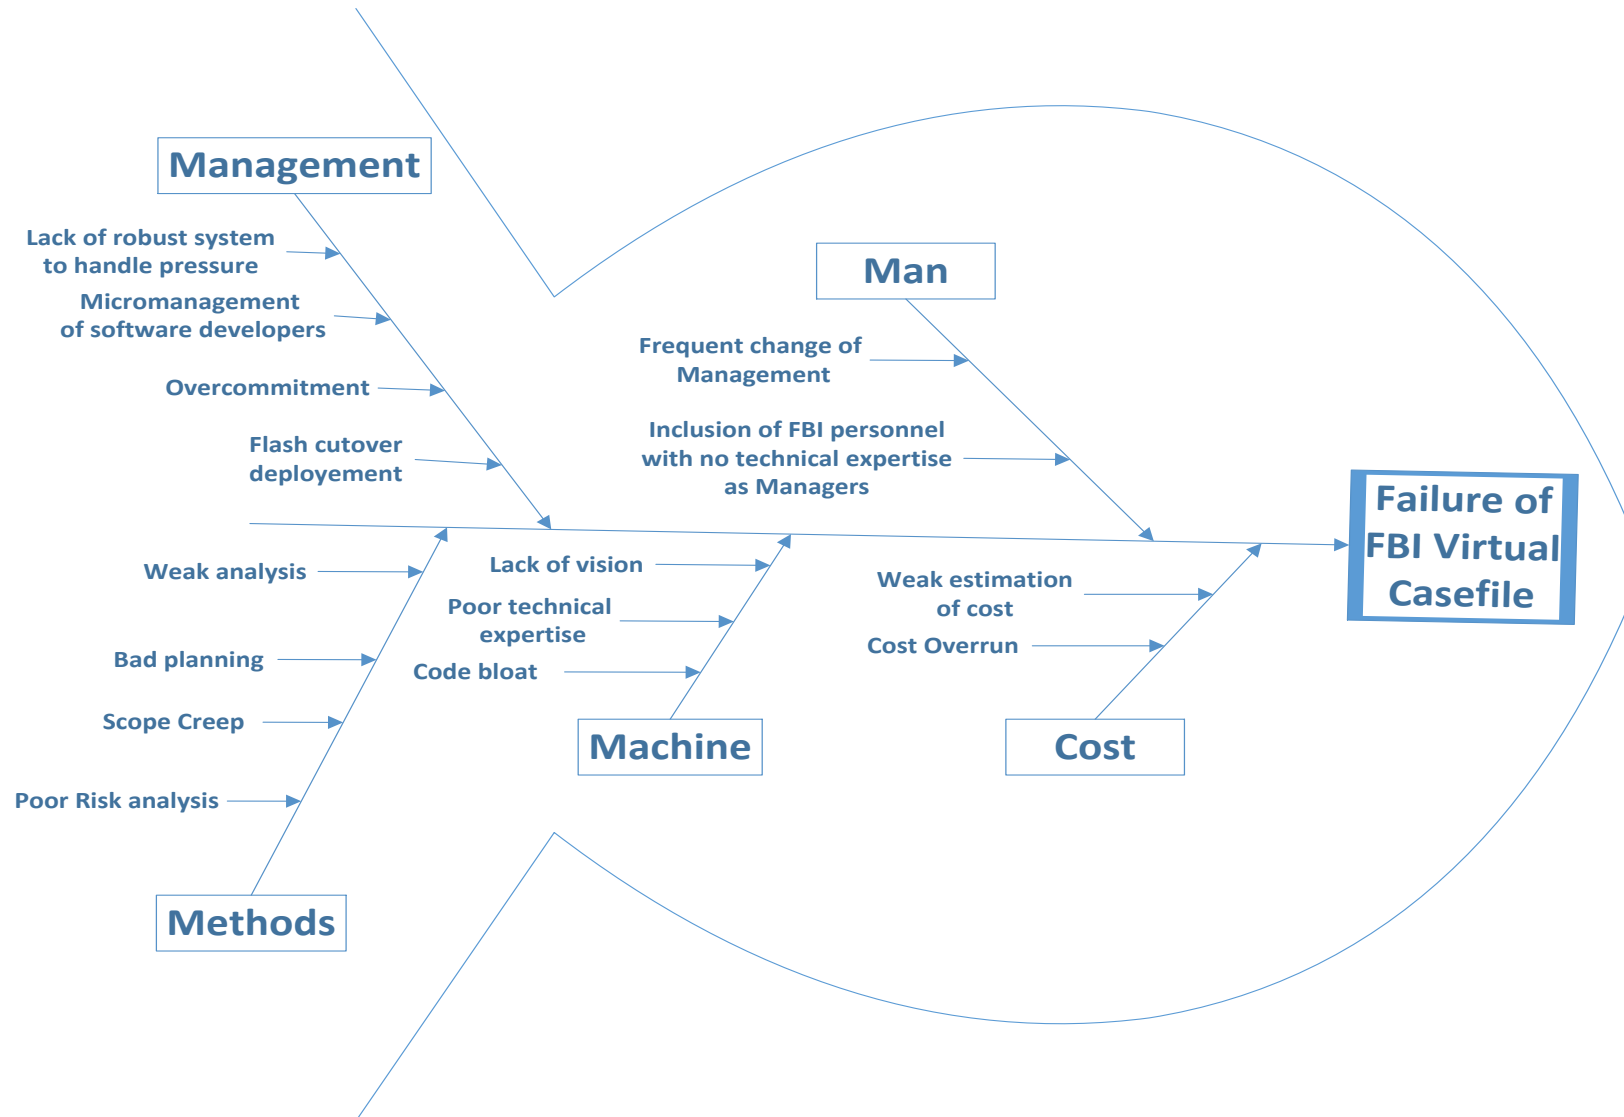 Management
Lack of robust system
to handle pressure
Micromanagement
of software developers
Overcommitment
Flash cutover
deployement
Man
Frequent change of
Management
Inclusion of FBI personnel
with no technical expertise
as Managers
Failure of
FBI Virtual
Casefile
Weak analysis
Bad planning
Scope Creep
Poor Risk analysis
Methods
Lack of vision
Poor technical
expertise
Code bloat
Machine
Weak estimation
of cost
Cost Overrun
Cost